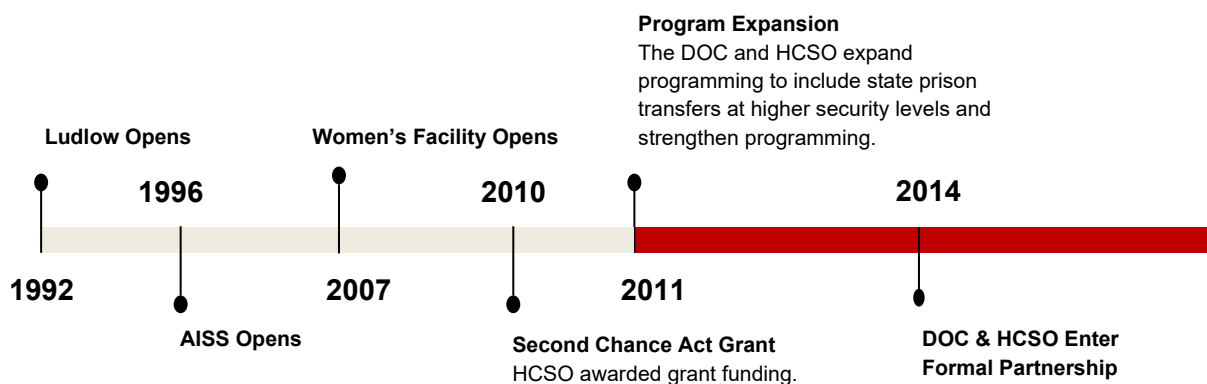 Program Expansion
The DOC and HCSO expand
programming to include state prison
transfers at higher security levels and
strengthen programming.
Ludlow Opens
Women’s Facility Opens
1996
2010
2014
1992
2007
2011
AISS Opens
Second Chance Act Grant
HCSO awarded grant funding.
DOC & HCSO Enter
Formal Partnership